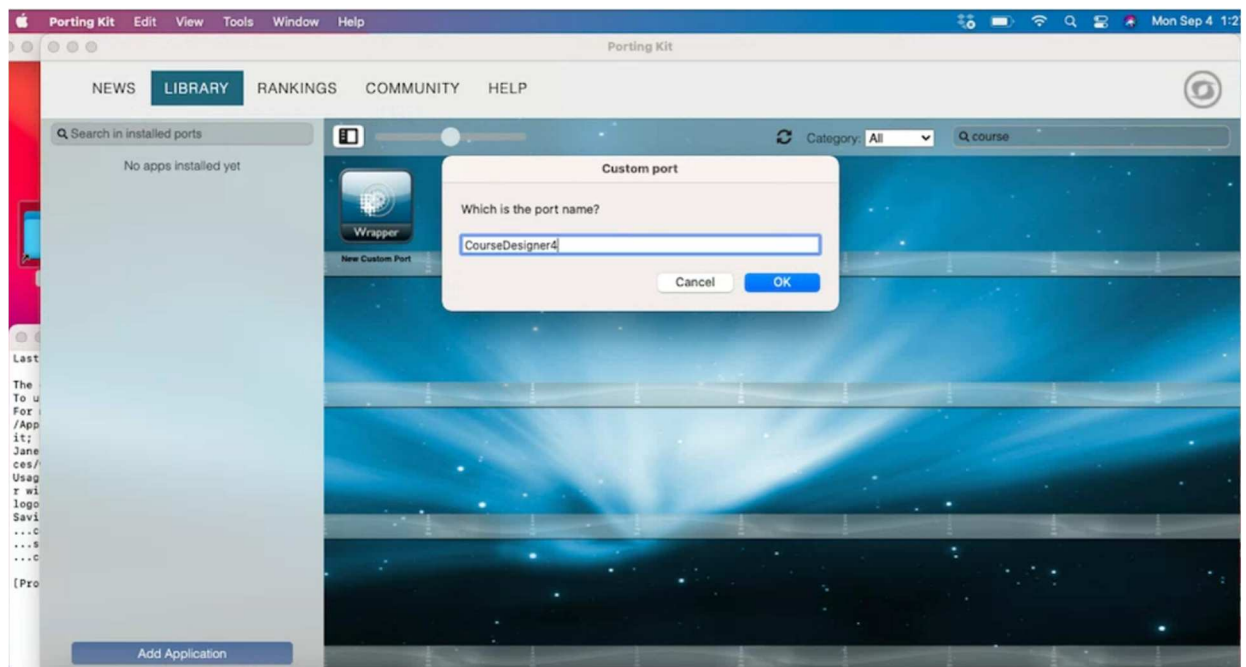 Porting Kit Edit View Tools Window Help
Mon Sep 4 1:2
Porting Kit
NEWS LIBRARY RANKINGS COMMUNITY HELP
Search in installed ports
Category: All
course
No apps installed yet
Custom port
Which is the port name?
CourseDesigner4
Cancel OK
Wrapper
New Custom Port
Last
The
To u
For
/App
it;
Jane
ces/
Usag
r wi
logo
Savi
...c
...s
...c
[Pro
Add Application